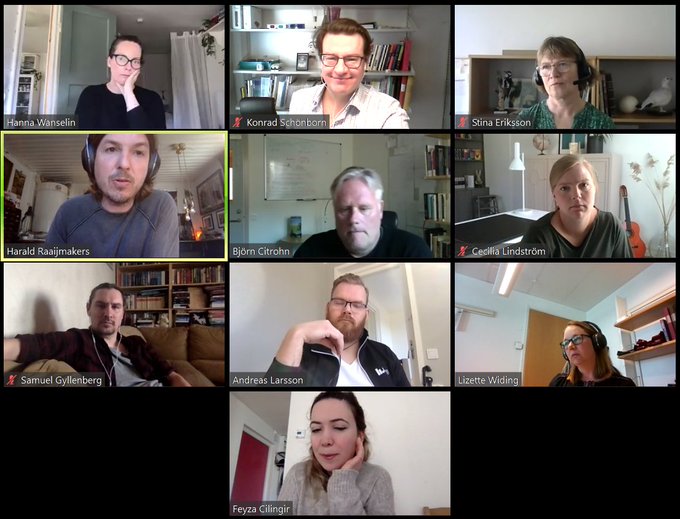 Hanna Wanselin
Konrad Schönborn
Stina Eriksson
Harald Raaijmakers
Björn Citrohn
Cecilia Lindström
Samuel Gyllenberg
Andreas Larsson
Lizette Widing
Feyza Cilingir